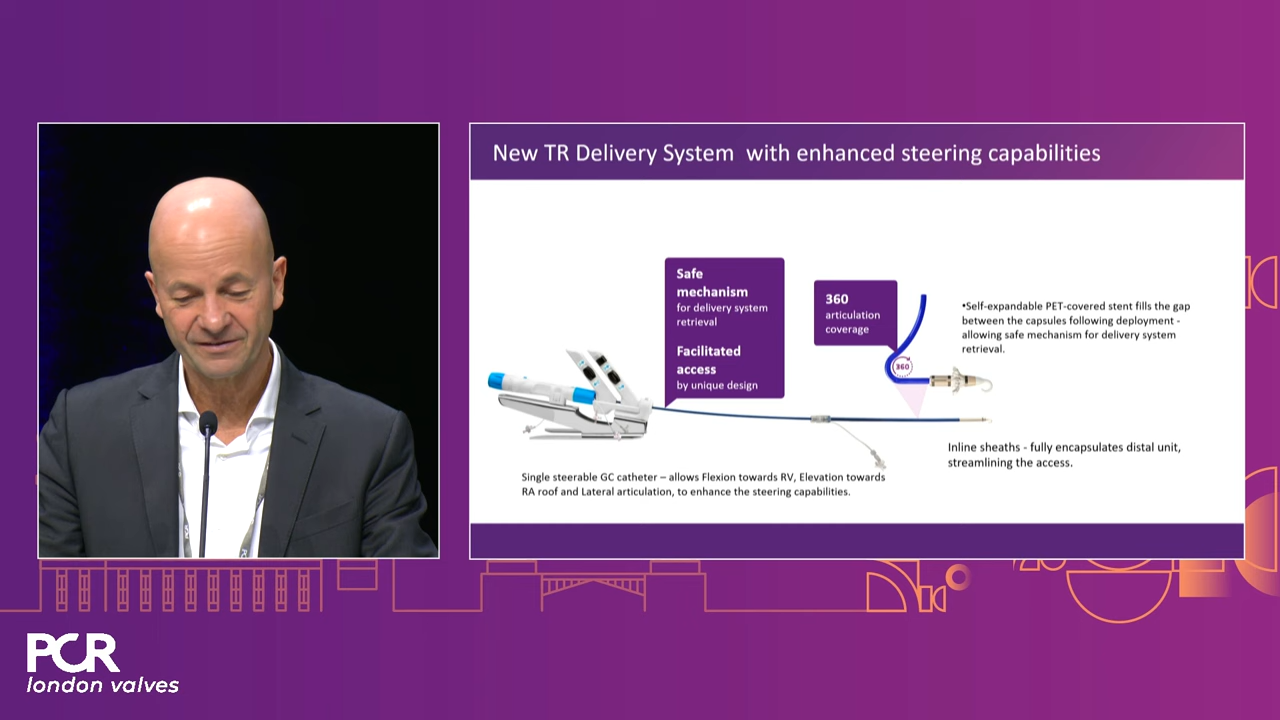 New TR Delivery System with enhanced steering capabilities
Safe
mechanism
for delivery system
retrieval
Facilitated
access
by unique design
360
articulation
coverage
360
•Self-expandable PET-covered stent fills the gap
between the capsules following deployment -
allowing safe mechanism for delivery system
retrieval.
Inline sheaths - fully encapsulates distal unit,
streamlining the access.
Single steerable GC catheter – allows Flexion towards RV, Elevation towards
RA roof and Lateral articulation, to enhance the steering capabilities.
PCR
london valves